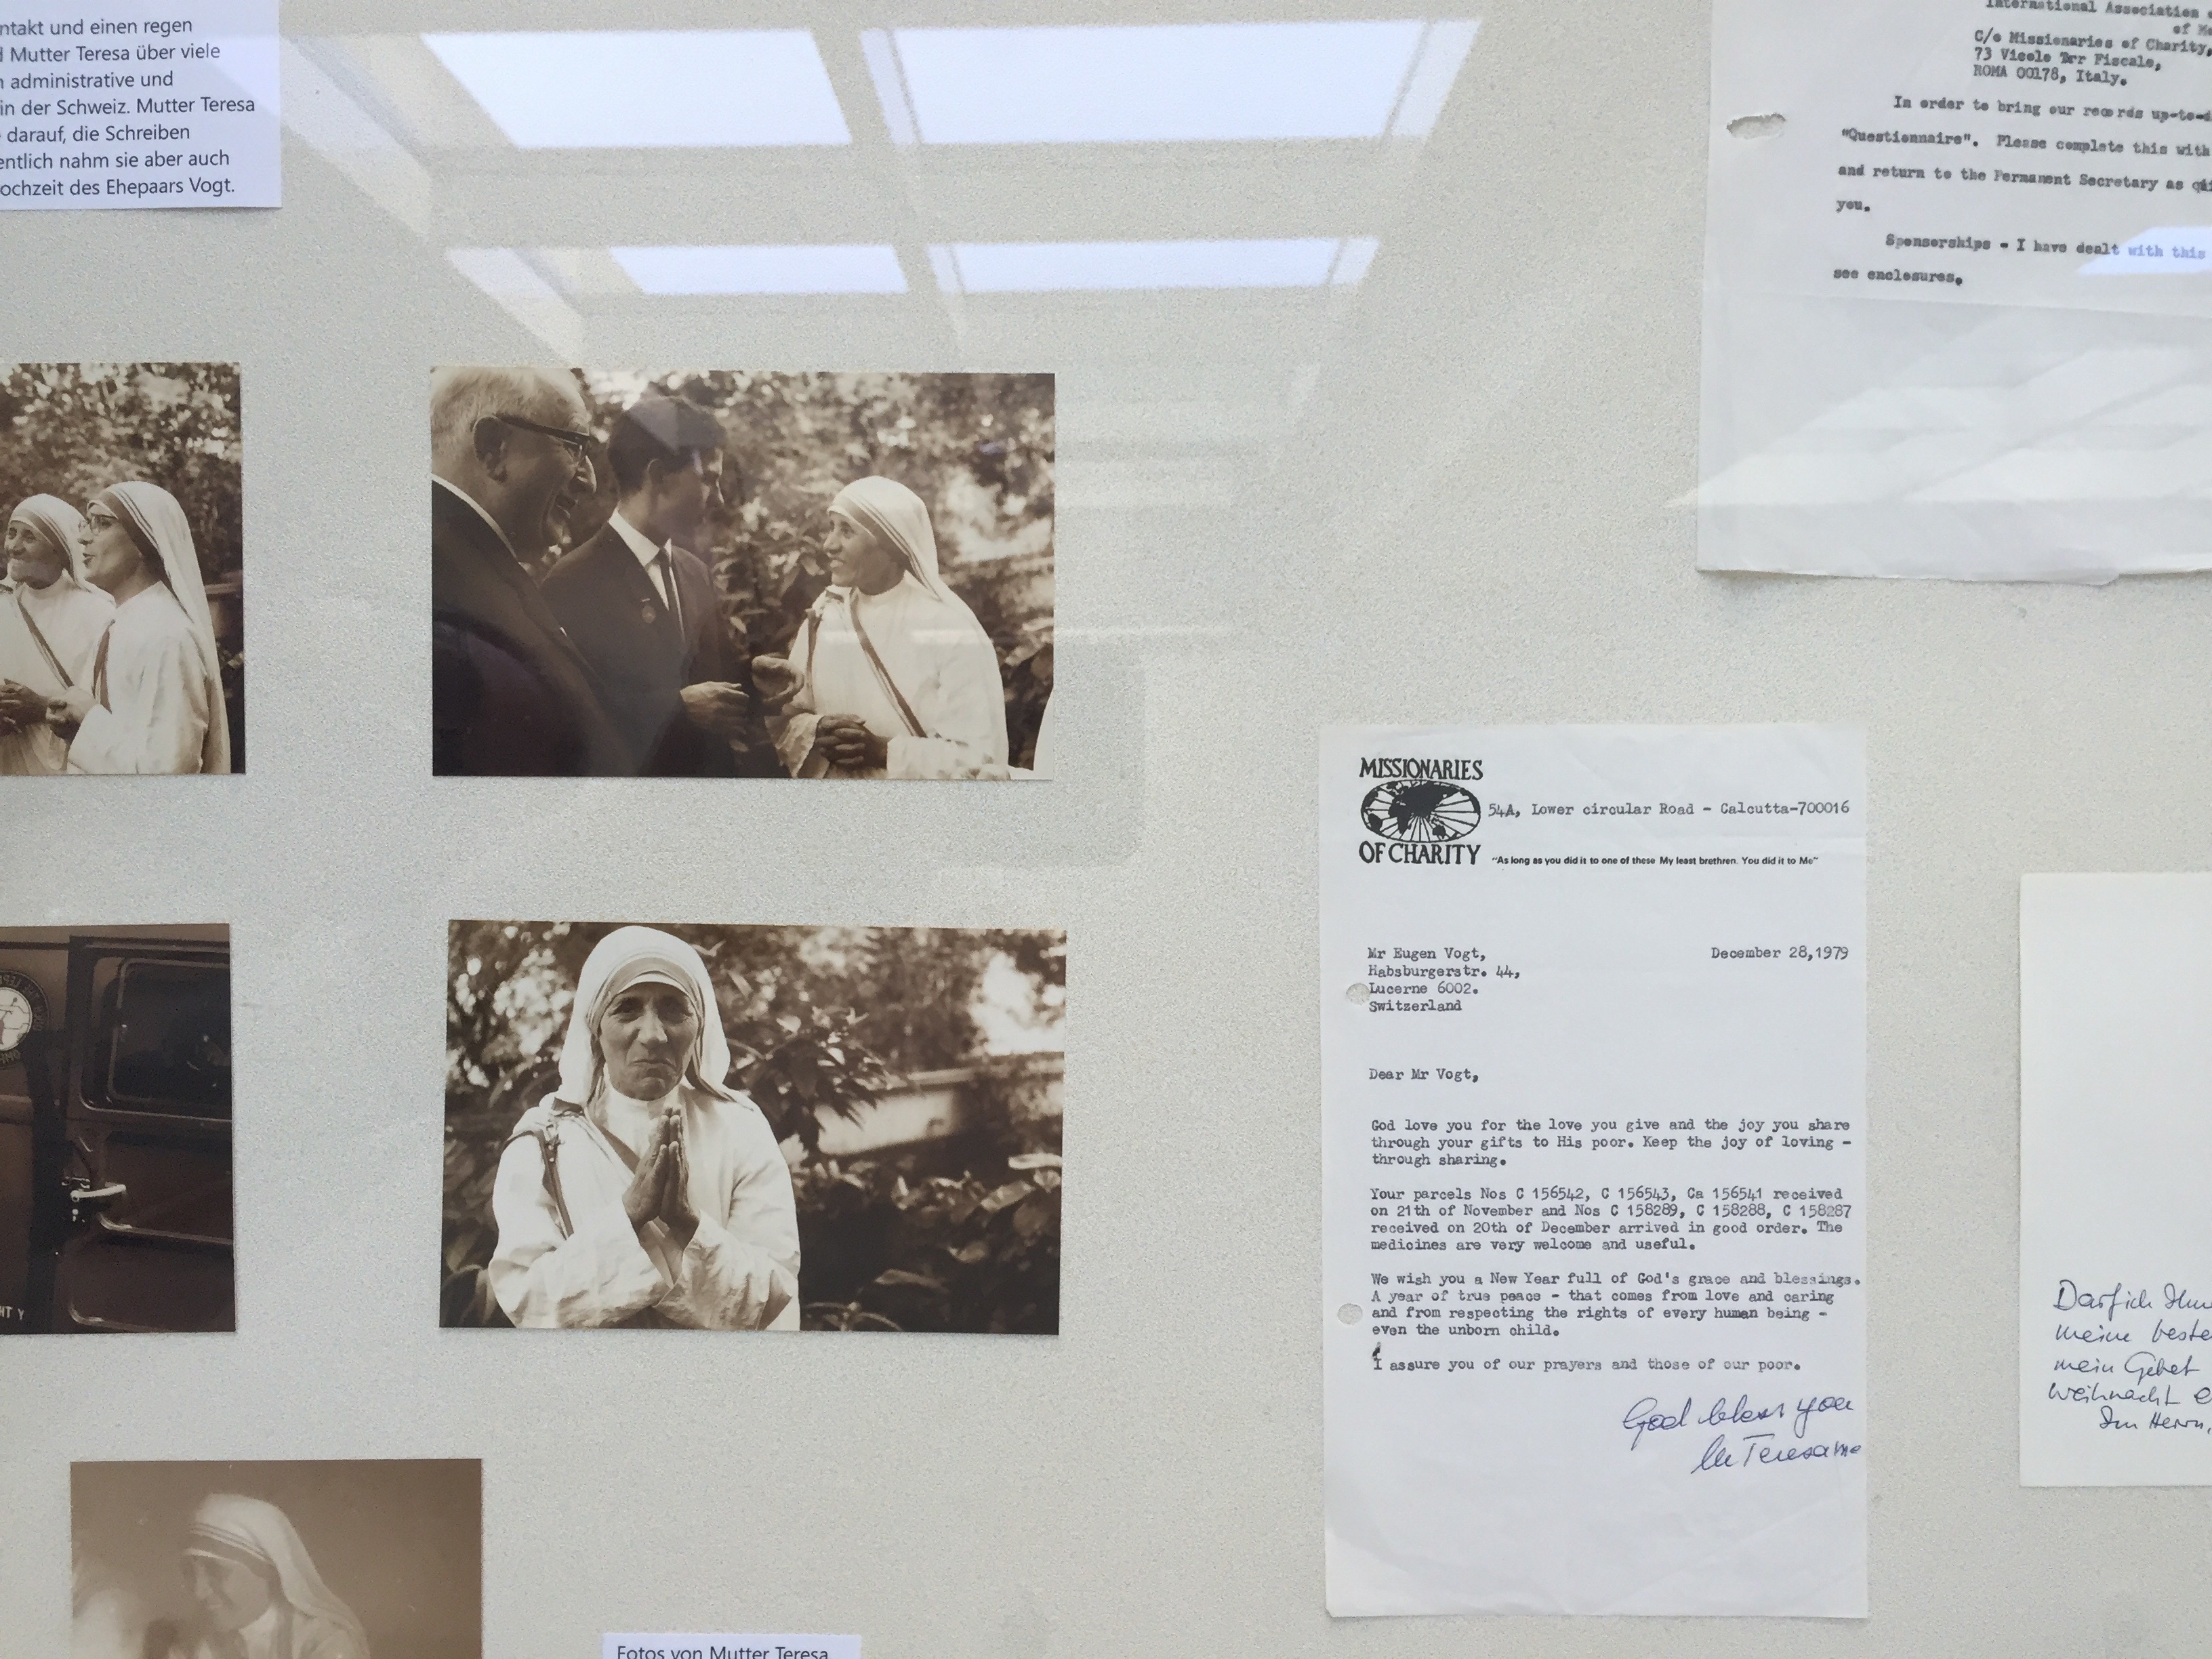 ntakt und einen regen
Mutter Teresa über viele
administrative und
in der Schweiz. Mutter Teresa
darauf, die Schreiben
entlich nahm sie aber auch
ochzeit des Ehepaars Vogt.
International Association
of
C/o Missionaries of Charity,
73 Vicolo Trr Fiscale,
ROMA 00178, Italy.
In order to bring our records up-to-d
"Questionnaire". Please complete this with
and return to the Permanent Secretary as
you.
Sponsorships - I have dealt with this
see enclosures.
MISSIONARIES
OF CHARITY
54A, Lower circular Road - Calcutta-700016
"As long as you did it to one of these My least brethren. You did it to Me"
Mr Eugen Vogt,
Habsburgerstr. 44,
Lucerne 6002.
Switzerland
December 28,1979
Dear Mr Vogt,
God love you for the love you give and the joy you share
through your gifts to His poor. Keep the joy of loving -
through sharing.
Your parcels Nos C 156542, C 156543, Ca 156541 received
on 21th of November and Nos C 158289, C 158288, C 158287
received on 20th of December arrived in good order. The
medicines are very welcome and useful.
We wish you a New Year full of God's grace and blessings.
A year of true peace - that comes from love and caring
and from respecting the rights of every human being -
even the unborn child.
I assure you of our prayers and those of our poor.
God bless you
M Teresa mc
Darf ich
meine beste
mein Gebet
Weihnacht
Im Herrn,
HT Y
Fotos von Mutter Teresa